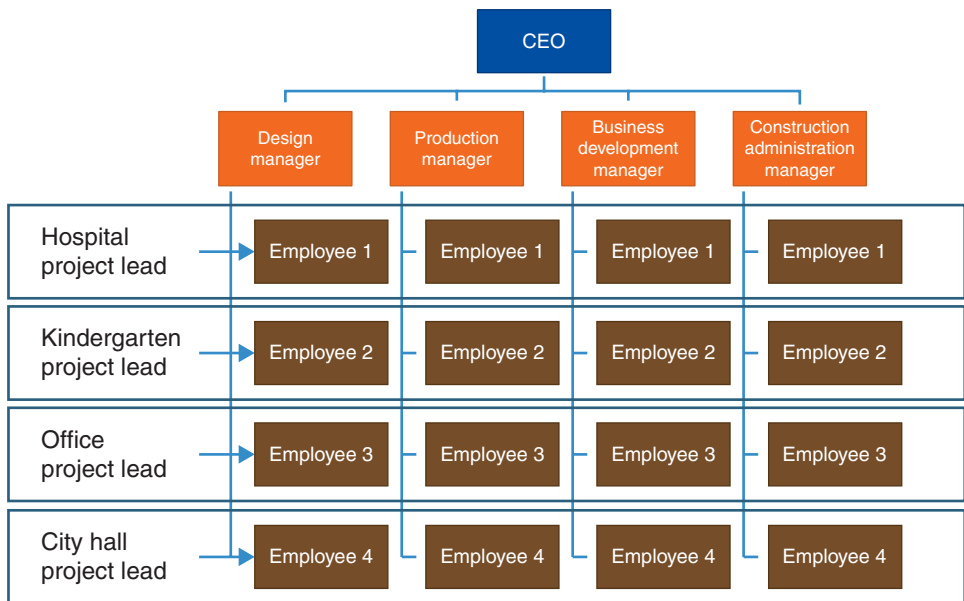 CEO
Design
manager
Production
manager
Business
development
manager
Construction
administration
manager
Hospital
project lead
Employee 1
Employee 1
Employee 1
Employee 1
Kindergarten
project lead
Employee 2
Employee 2
Employee 2
Employee 2
Office
project lead
Employee 3
Employee 3
Employee 3
Employee 3
City hall
project lead
Employee 4
Employee 4
Employee 4
Employee 4